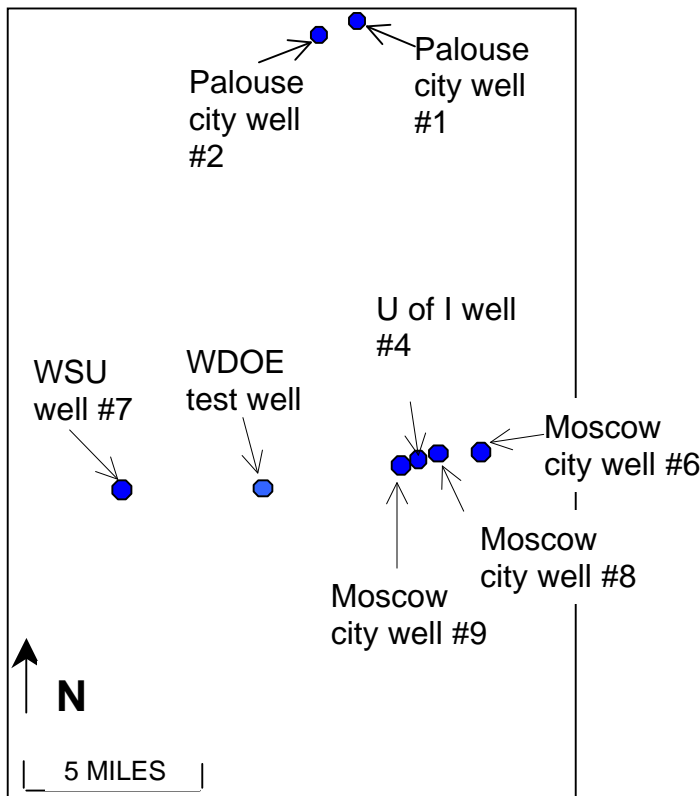 Palouse
city well
#1
Palouse
city well
#2
U of I well
#4
WSU
well #7
WDOE
test well
Moscow
city well #6
Moscow
city well #8
Moscow
city well #9
N
5 MILES